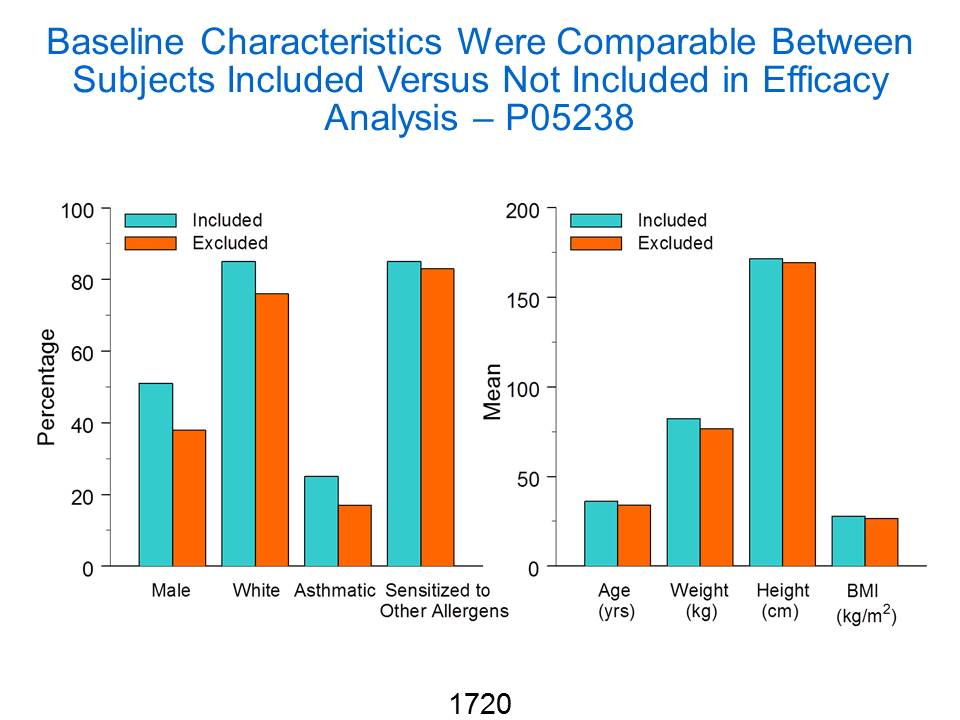 Baseline Characteristics Were Comparable Between
Subjects Included Versus Not Included in Efficacy
Analysis – P05238
100
80
60
40
20
0
Percentage
Included
Excluded
Male
White
Asthmatic
Sensitized to
Other Allergens
200
150
100
50
0
Mean
Included
Excluded
Age
(yrs)
Weight
(kg)
Height
(cm)
BMI
(kg/m²)
1720